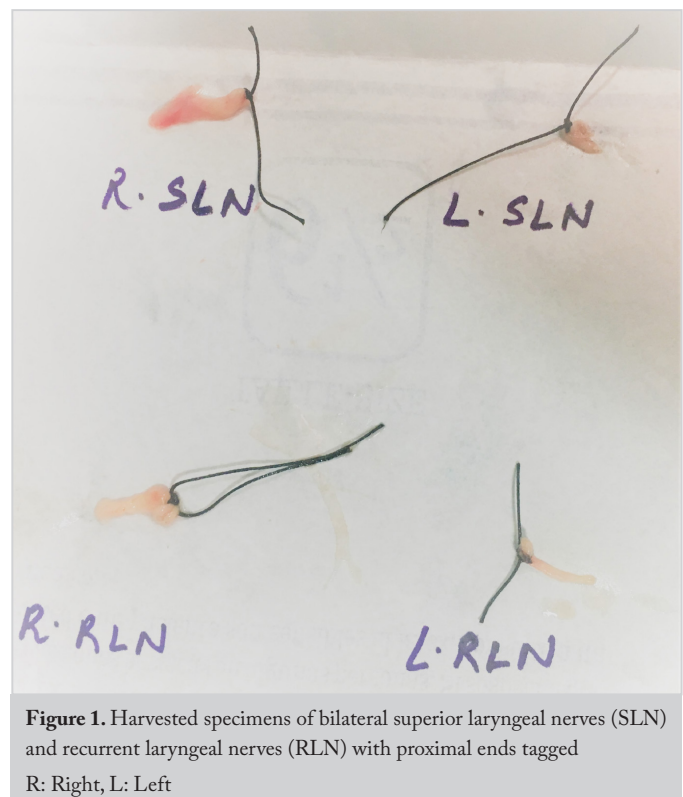 R. SLN
L. SLN
R. RLN
L. RLN
Figure 1. Harvested specimens of bilateral superior laryngeal nerves (SLN)
and recurrent laryngeal nerves (RLN) with proximal ends tagged
R: Right, L: Left